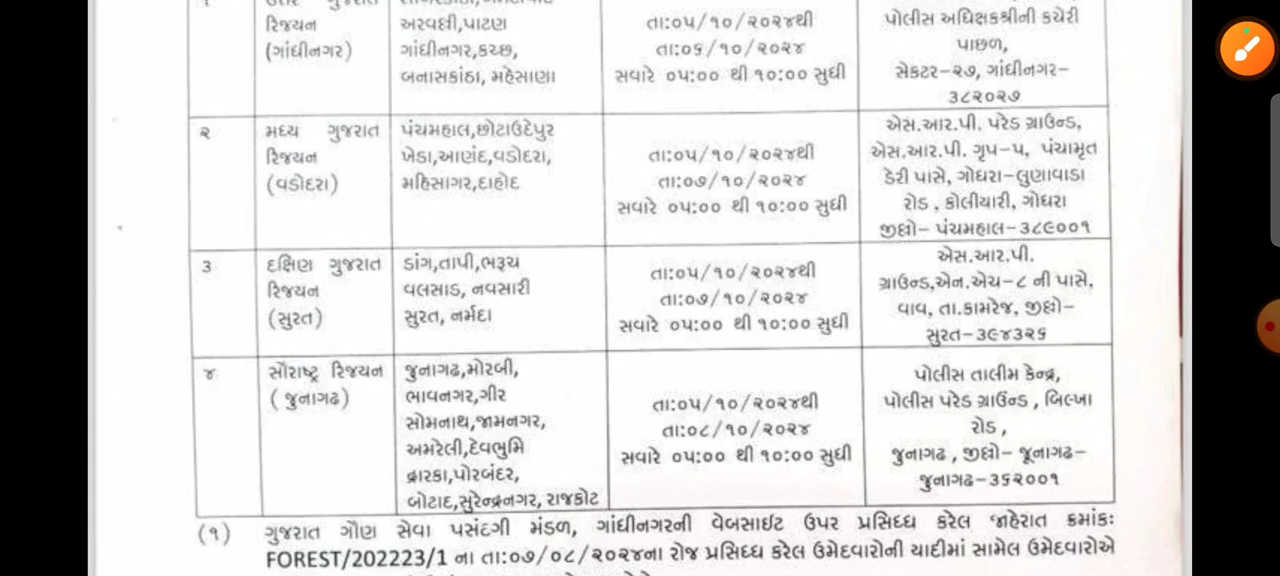 રિજ્યન
(ગાંધીનગર)
અરવલ્લી,પાટણ
ગાંધીનગર,કચ્છ,
બનાસકાંઠા, મહેસાણા
તા:૦૫/૧૦/૨૦૨૪થી
તા:૦૬/૧૦/૨૦૨૪
સવારે ૦૫:૦૦ થી ૧૦:૦૦ સુધી
પોલીસ અધિક્ષકશ્રીની કચેરી
પાછળ,
સેકટર-૨૭, ગાંધીનગર-
૩૮૨૦૨૭
૨
મધ્ય ગુજરાત
રિજ્યન
(વડોદરા)
પંચમહાલ,છોટાઉદેપુર
ખેડા,આણંદ,વડોદરા,
મહિસાગર,દાહોદ
તા:૦૫/૧૦/૨૦૨૪થી
તા:૦૭/૧૦/૨૦૨૪
સવારે ૦૫:૦૦ થી ૧૦:૦૦ સુધી
એસ.આર.પી. પરેડ ગ્રાઉન્ડ,
એસ.આર.પી. ગૃપ-૫, પંચામૃત
ડેરી પાસે, ગોધરા-લુણાવાડા
રોડ , કોલીયારી, ગોધરા
જીલ્લો- પંચમહાલ-૩૮૯૦૦૧
૩
દક્ષિણ ગુજરાત
રિજ્યન
(સુરત)
ડાંગ,તાપી,ભરૂચ
વલસાડ, નવસારી
સુરત, નર્મદા
તા:૦૫/૧૦/૨૦૨૪થી
તા:૦૭/૧૦/૨૦૨૪
સવારે ૦૫:૦૦ થી ૧૦:૦૦ સુધી
એસ.આર.પી.
ગ્રાઉન્ડ,એન.એચ-૮ ની પાસે,
વાવ, તા.કામરેજ, જીલ્લો-
સુરત-૩૯૪૩૨૬
૪
સૌરાષ્ટ્ર રિજ્યન
( જુનાગઢ)
જુનાગઢ,મોરબી,
ભાવનગર,ગીર
સોમનાથ,જામનગર,
અમરેલી,દેવભુમિ
દ્વારકા,પોરબંદર,
બોટાદ,સુરેન્દ્રનગર, રાજકોટ
તા:૦૫/૧૦/૨૦૨૪થી
તા:૦૮/૧૦/૨૦૨૪
સવારે ૦૫:૦૦ થી ૧૦:૦૦ સુધી
પોલીસ તાલીમ કેન્દ્ર,
પોલીસ પરેડ ગ્રાઉન્ડ , બિલ્ખા
રોડ ,
જુનાગઢ , જીલ્લો- જૂનાગઢ-
જુનાગઢ-૩૬૨૦૦૧
(૧) ગુજરાત ગૌણ સેવા પસંદગી મંડળ, ગાંધીનગરની વેબસાઈટ ઉપર પ્રસિધ્ધ કરેલ જાહેરાત ક્રમાંકઃ
FOREST/202223/1 ના તા:૦૭/૦૮/૨૦૨૪ના રોજ પ્રસિધ્ધ કરેલ ઉમેદવારોની યાદીમાં સામેલ ઉમેદવારોએ